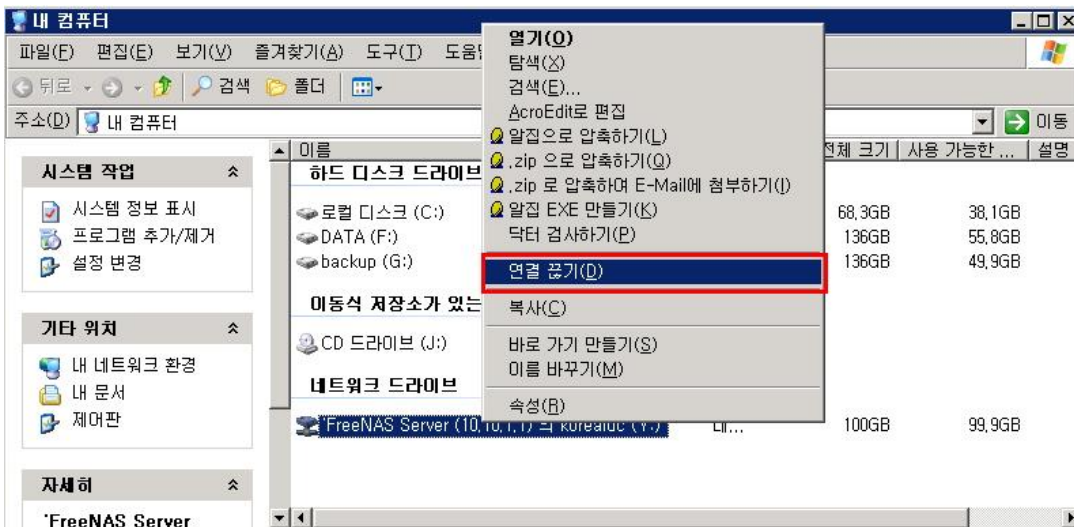 내 컴퓨터
파일(F) 편집(E) 보기(V) 즐겨찾기(A) 도구(T)
뒤로 검색 폴더
주소(D) 내 컴퓨터 이동
이름 전체 크기 사용 가능한 ... 설명
시스템 작업
시스템 정보 표시
프로그램 추가/제거
설정 변경
기타 위치
내 네트워크 환경
내 문서
제어판
자세히
'FreeNAS Server
하드 디스크 드라이브
로컬 디스크 (C:) 68,3GB 38,1GB
DATA (F:) 136GB 55,8GB
backup (G:) 136GB 49,9GB
이동식 저장소가 있는
CD 드라이브 (J:)
네트워크 드라이브
'FreeNAS Server (10,10,1,1)'의 koreaidc (Y:) 네... 100GB 99,9GB
열기(O)
탐색(X)
검색(E)...
AcroEdit로 편집
알집으로 압축하기(L)
.zip 으로 압축하기(Q)
.zip 로 압축하여 E-Mail에 첨부하기(I)
알집 EXE 만들기(K)
닥터 검사하기(P)
연결 끊기(D)
복사(C)
바로 가기 만들기(S)
이름 바꾸기(M)
속성(R)